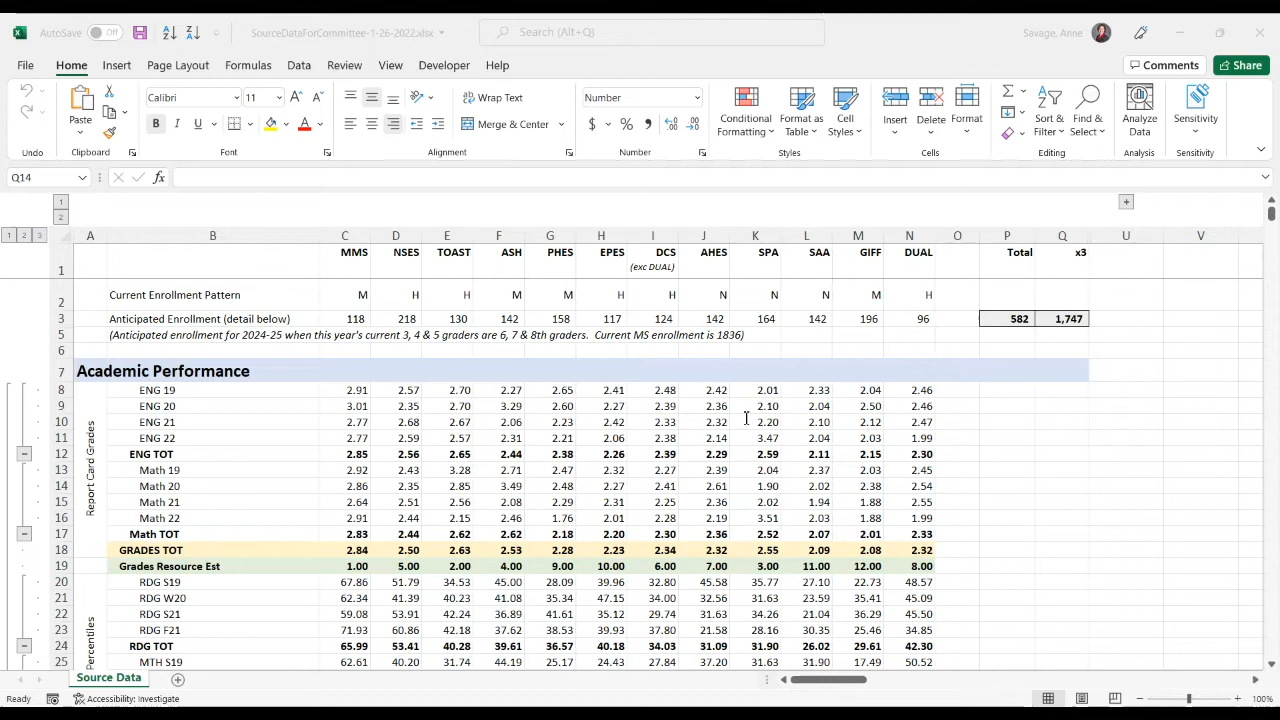 AutoSave Off SourceDataForCommittee-1-26-2022.xlsx Search (Alt+Q) Savage, Anne
File Home Insert Page Layout Formulas Data Review View Developer Help Comments Share
Calibri 11 Wrap Text Number
Paste B I U Merge & Center $ % Conditional Formatting Format as Table Cell Styles Insert Delete Format Sort & Filter Find & Select Analyze Data Sensitivity
Undo Clipboard Font Alignment Number Styles Cells Editing Analysis Sensitivity
Q14 fx
1
2
1 2 3 A B C D E F G H I J K L M N O P Q U V
1 MMS NSES TOAST ASH PHES EPES DCS AHES SPA SAA GIFF DUAL Total x3
(exc DUAL)
2 Current Enrollment Pattern M H H M M H H N N N M H
3 Anticipated Enrollment (detail below) 118 218 130 142 158 117 124 142 164 142 196 96 582 1,747
5 (Anticipated enrollment for 2024-25 when this year's current 3, 4 & 5 graders are 6, 7 & 8th graders. Current MS enrollment is 1836)
6
7 Academic Performance
Report Card Grades
8 ENG 19 2.91 2.57 2.70 2.27 2.65 2.41 2.48 2.42 2.01 2.33 2.04 2.46
9 ENG 20 3.01 2.35 2.70 3.29 2.60 2.27 2.39 2.36 2.10 2.04 2.50 2.46
10 ENG 21 2.77 2.68 2.67 2.06 2.23 2.42 2.33 2.32 2.20 2.10 2.12 2.47
11 ENG 22 2.77 2.59 2.57 2.31 2.21 2.06 2.38 2.14 3.47 2.04 2.03 1.99
12 ENG TOT 2.85 2.56 2.65 2.44 2.38 2.26 2.39 2.29 2.59 2.11 2.15 2.30
13 Math 19 2.92 2.43 3.28 2.71 2.47 2.32 2.27 2.39 2.04 2.37 2.03 2.45
14 Math 20 2.86 2.35 2.85 3.49 2.48 2.27 2.41 2.61 1.90 2.02 2.38 2.54
15 Math 21 2.64 2.51 2.56 2.08 2.29 2.31 2.25 2.36 2.02 1.94 1.88 2.55
16 Math 22 2.91 2.44 2.15 2.46 1.76 2.01 2.28 2.19 3.51 2.03 1.88 1.99
17 Math TOT 2.83 2.44 2.62 2.62 2.18 2.20 2.30 2.36 2.52 2.07 2.01 2.33
18 GRADES TOT 2.84 2.50 2.63 2.53 2.28 2.23 2.34 2.32 2.55 2.09 2.08 2.32
19 Grades Resource Est 1.00 5.00 2.00 4.00 9.00 10.00 6.00 7.00 3.00 11.00 12.00 8.00
Percentiles
20 RDG S19 67.86 51.79 34.53 45.00 28.09 39.96 32.80 45.58 35.77 27.10 22.73 48.57
21 RDG W20 62.34 41.39 40.23 41.08 35.34 47.15 34.00 32.56 31.63 23.59 35.41 45.09
22 RDG S21 59.08 53.91 42.24 36.89 41.61 35.12 29.74 31.63 34.26 21.04 36.29 45.50
23 RDG F21 71.93 60.86 42.18 37.62 38.53 39.93 37.80 21.58 28.16 30.35 25.46 34.85
24 RDG TOT 65.99 53.41 40.28 39.61 36.57 40.18 34.03 31.09 31.90 26.02 29.61 42.30
25 MTH S19 62.61 40.20 31.74 44.19 25.17 24.43 27.84 37.20 31.63 31.90 17.49 50.52
Source Data
Ready Accessibility: Investigate 100%